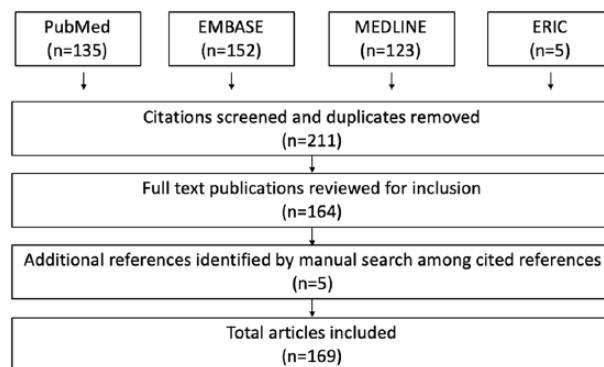 PubMed
(n=135)
EMBASE
(n=152)
MEDLINE
(n=123)
ERIC
(n=5)
Citations screened and duplicates removed
(n=211)
Full text publications reviewed for inclusion
(n=164)
Additional references identified by manual search among cited references
(n=5)
Total articles included
(n=169)